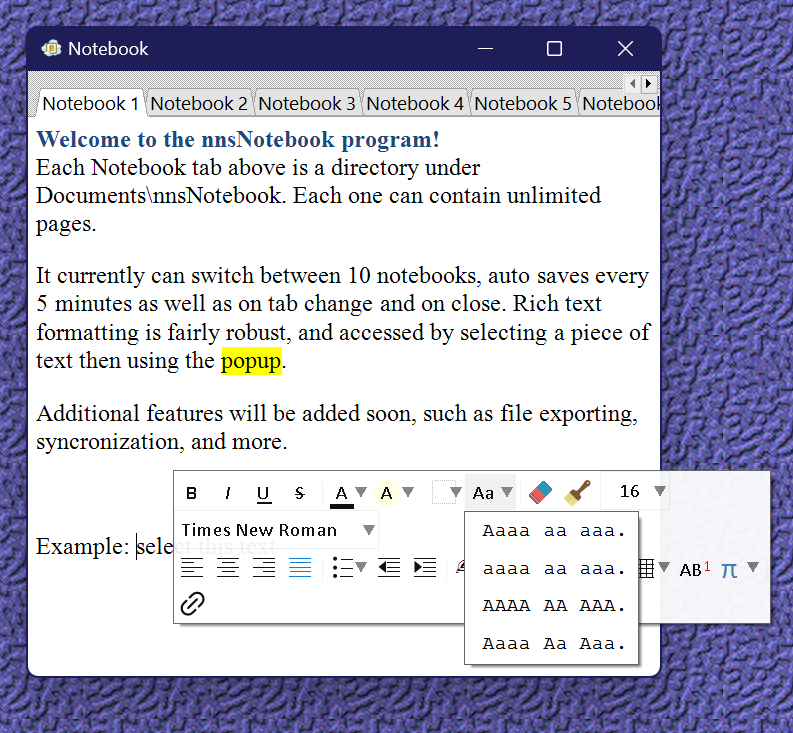 Notebook
Notebook 1 Notebook 2 Notebook 3 Notebook 4 Notebook 5
Welcome to the nnsNotebook program!
Each Notebook tab above is a directory under
Documents\nnsNotebook. Each one can contain unlimited
pages.
It currently can switch between 10 notebooks, auto saves every
5 minutes as well as on tab change and on close. Rich text
formatting is fairly robust, and accessed by selecting a piece of
text then using the popup.
Additional features will be added soon, such as file exporting,
syncronization, and more.
B I U S A A Aa 16
Times New Roman
Aaaa aa aaa.
Example: select this text
aaaa aa aaa.
AB¹ π
AAAA AA AAA.
Aaaa Aa Aaa.